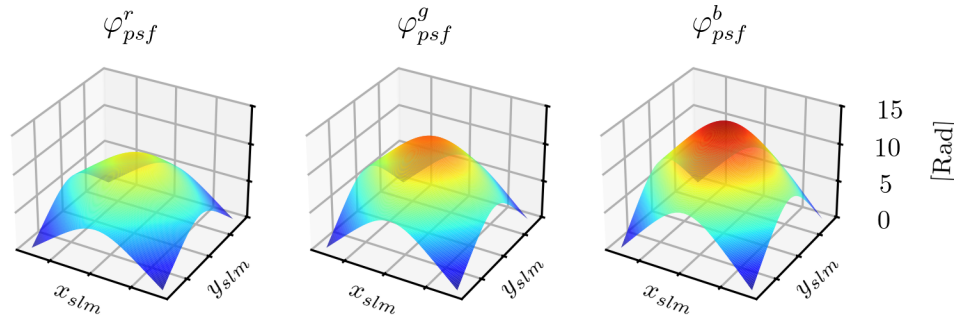 φ^r_psf
φ^g_psf
φ^b_psf
15
10
5
0
[Rad]
x_slm
y_slm
x_slm
y_slm
x_slm
y_slm